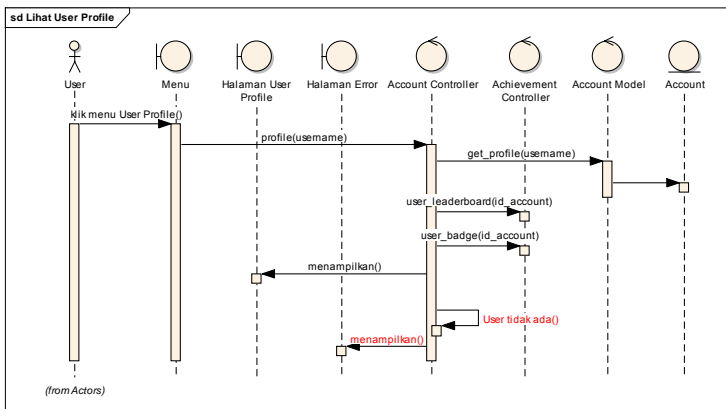 sd Lihat User Profile
User
Menu
Halaman User
Profile
Halaman Error
Account Controller
Achievement
Controller
Account Model
Account
klik menu User Profile()
profile(username)
get_profile(username)
user_leaderboard(id_account)
user_badge(id_account)
menampilkan()
User tidak ada()
menampilkan()
(from Actors)